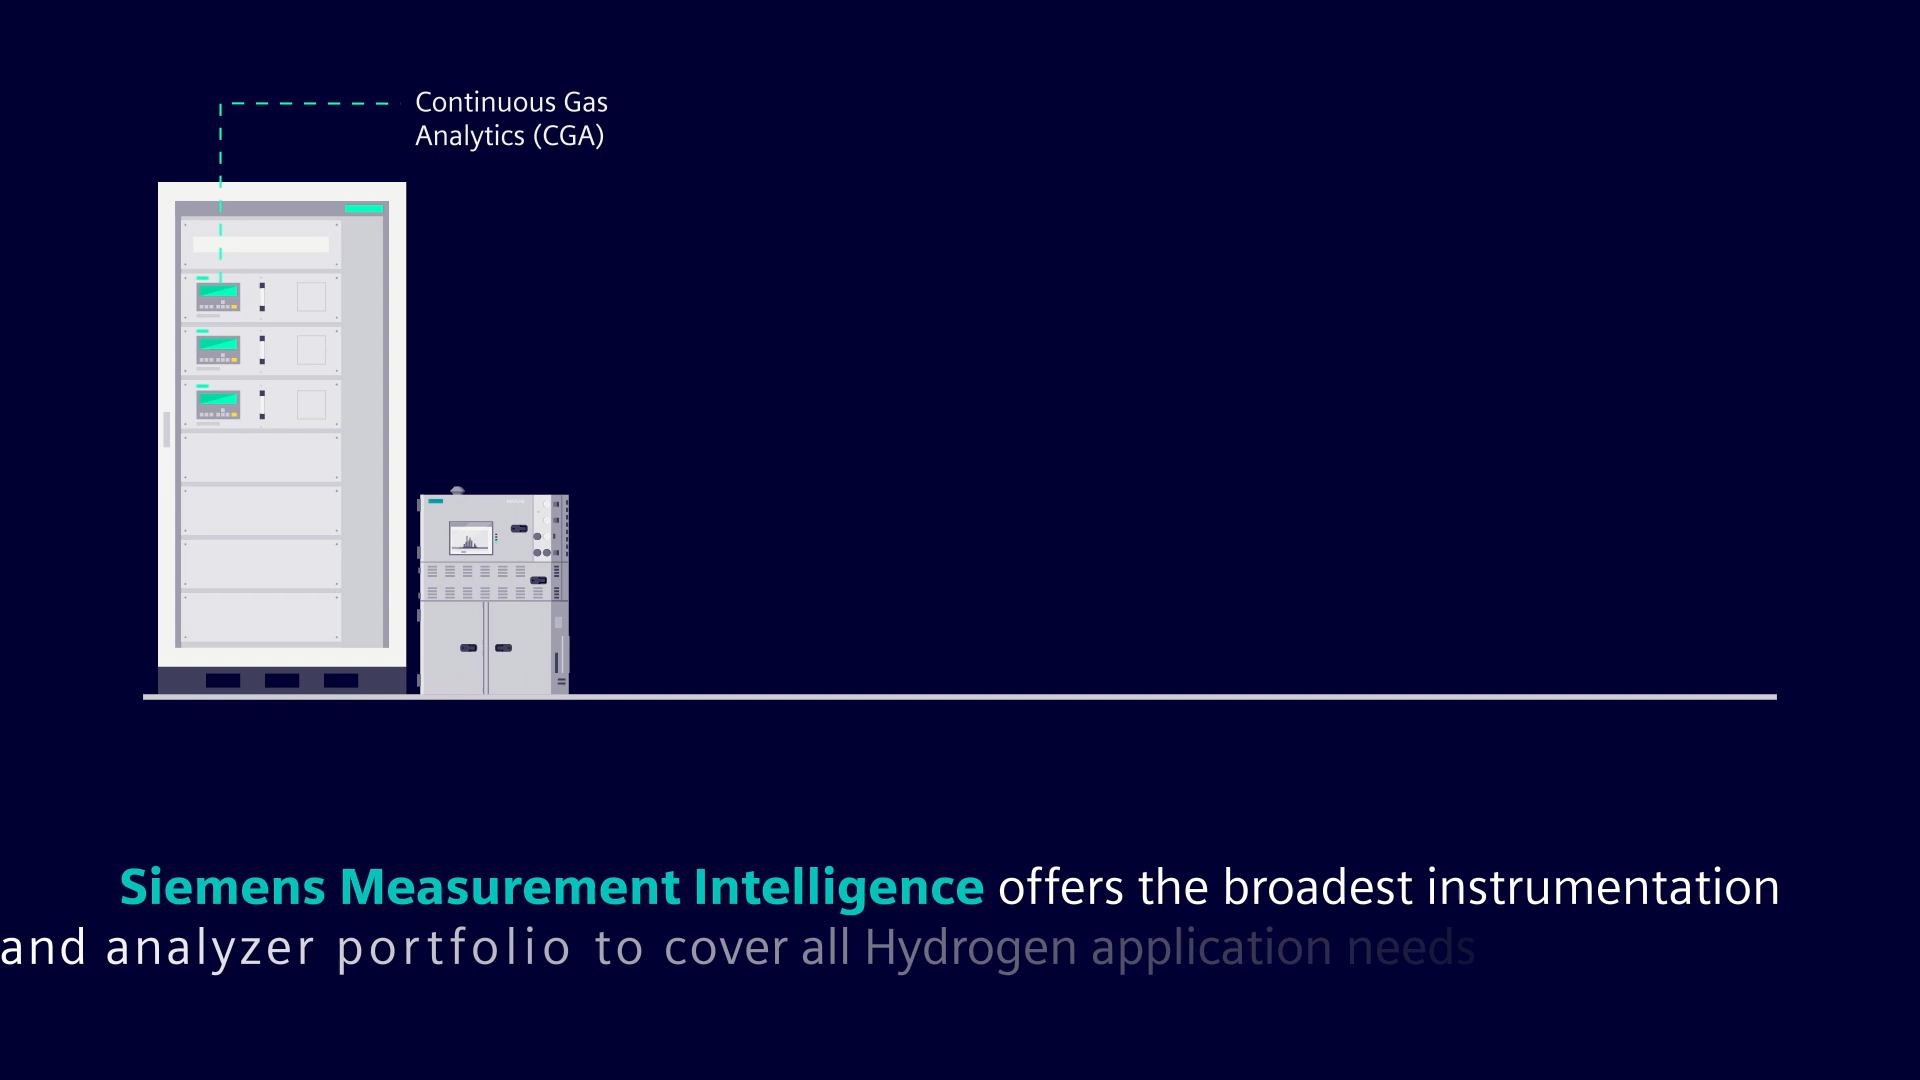 Continuous Gas
Analytics (CGA)
Siemens Measurement Intelligence offers the broadest instrumentation
and analyzer portfolio to cover all Hydrogen application needs